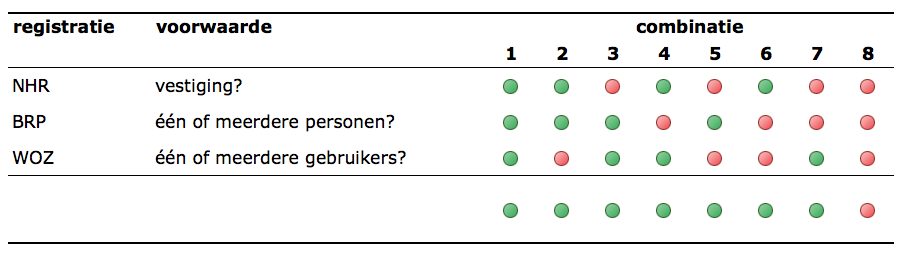 registratie voorwaarde combinatie
1 2 3 4 5 6 7 8
NHR vestiging?
BRP één of meerdere personen?
WOZ één of meerdere gebruikers?